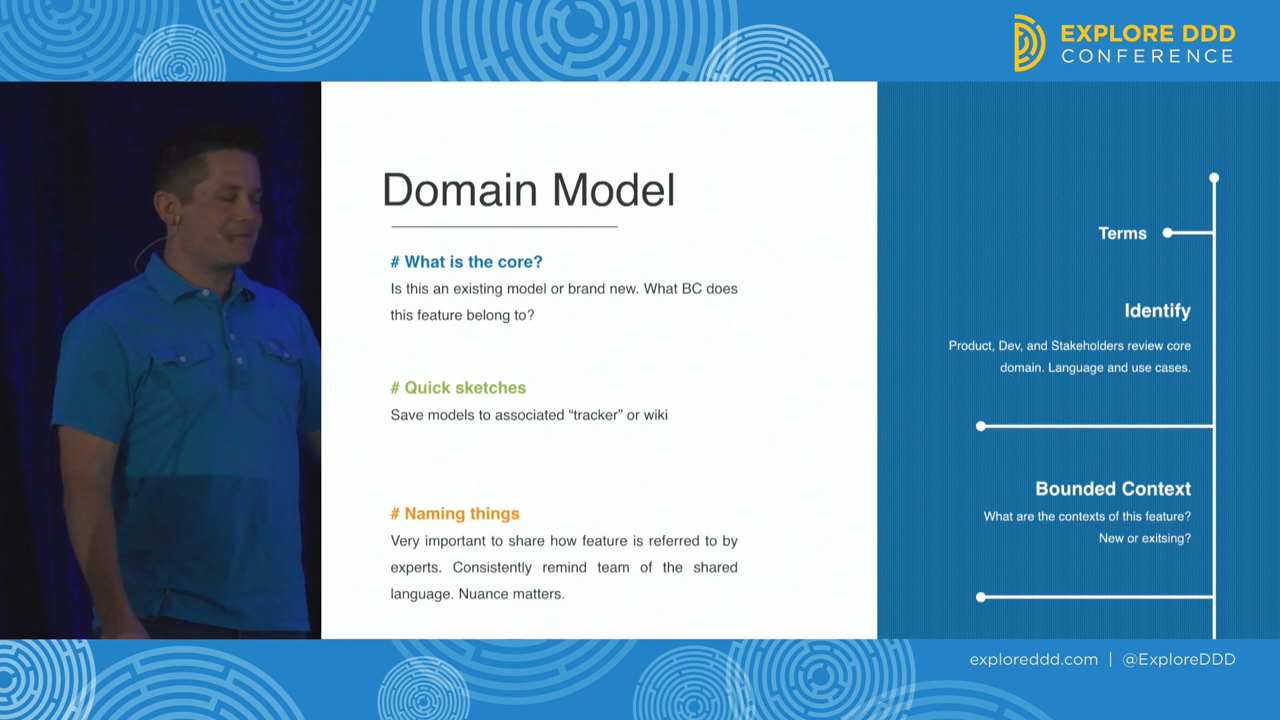 EXPLORE DDD
CONFERENCE
Domain Model
# What is the core?
Is this an existing model or brand new. What BC does
this feature belong to?
# Quick sketches
Save models to associated “tracker” or wiki
# Naming things
Very important to share how feature is referred to by
experts. Consistently remind team of the shared
language. Nuance matters.
Terms
Identify
Product, Dev, and Stakeholders review core
domain. Language and use cases.
Bounded Context
What are the contexts of this feature?
New or exitsing?
exploreddd.com | @ExploreDDD